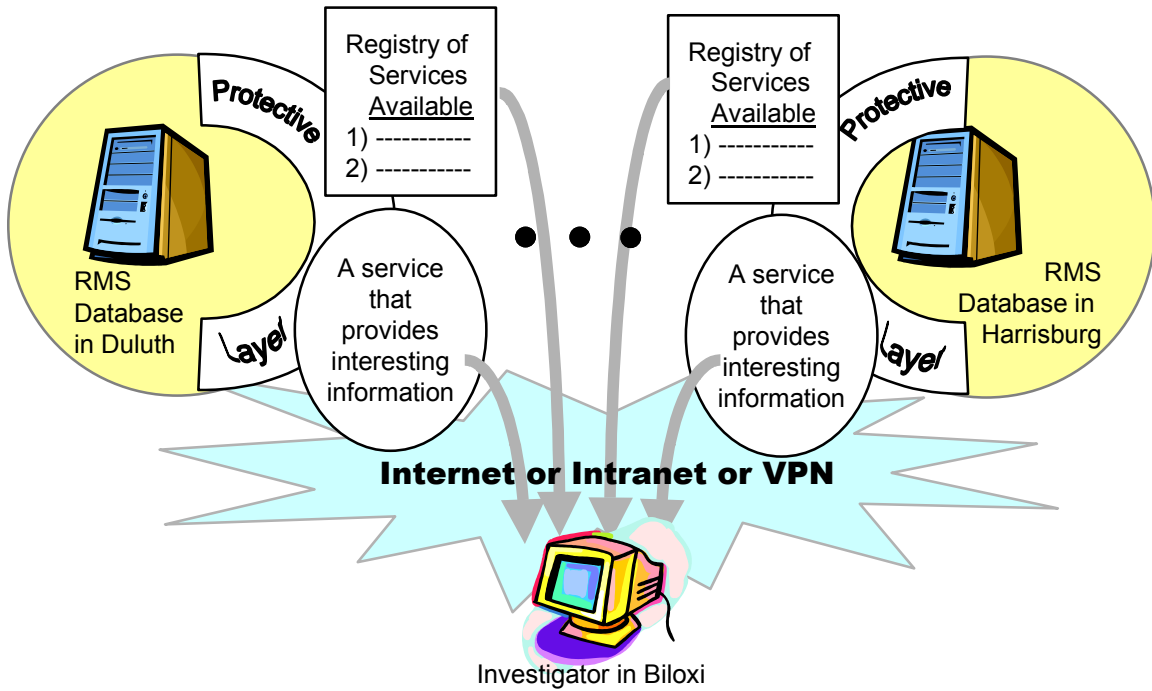 Protective
Layer
RMS
Database
in Duluth
Registry of
Services
Available
1) ------------
2) ------------
A service
that
provides
interesting
information
Registry of
Services
Available
1) -----------
2) -----------
A service
that
provides
interesting
information
Protective
Layer
RMS
Database in
Harrisburg
Internet or Intranet or VPN
Investigator in Biloxi